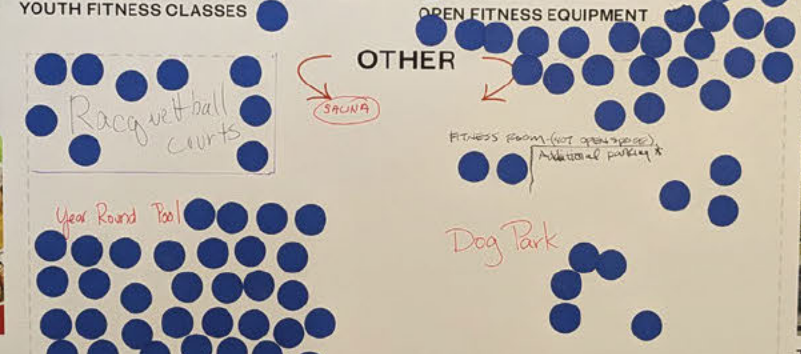 YOUTH FITNESS CLASSES
OPEN FITNESS EQUIPMENT
OTHER
SAUNA
Racquetball
courts
FITNESS ROOM (NOT OPEN SPACE)
Additional parking *
Year Round Pool
Dog Park